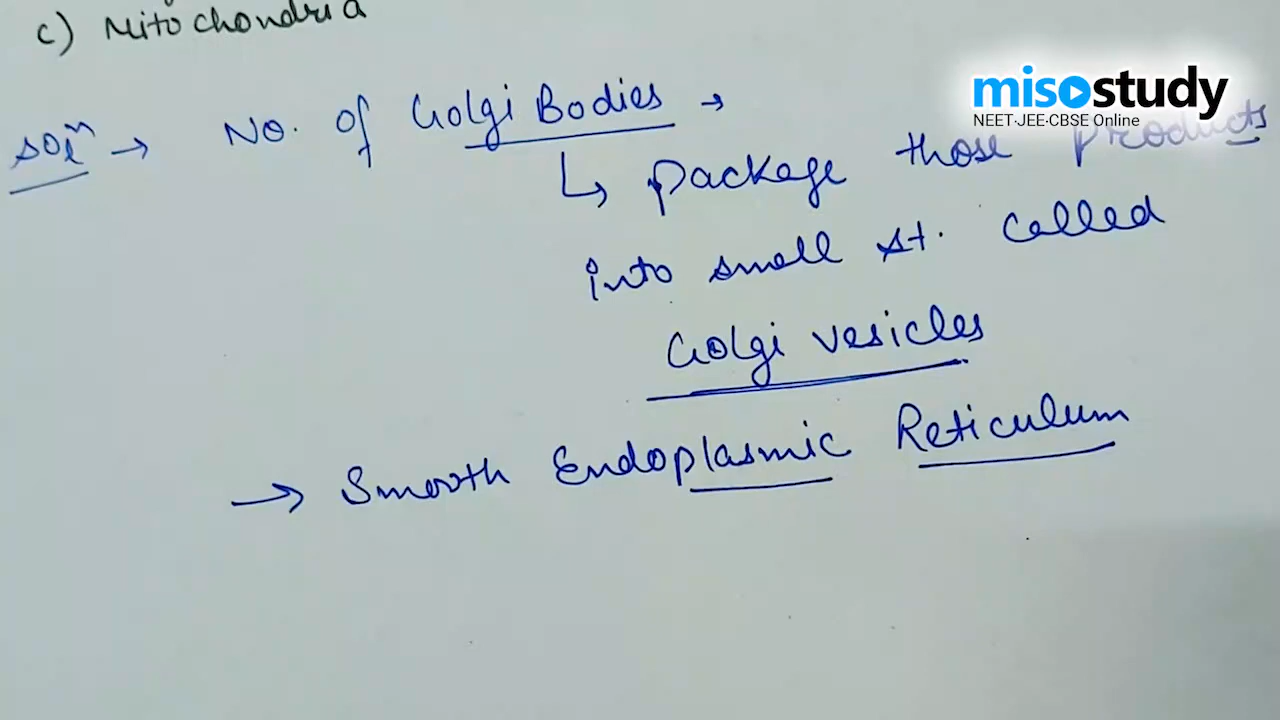 c) Mitochondria
misostudy
NEET-JEE-CBSE Online
Solⁿ → No. of Golgi Bodies →
↳ package those products
into small st. called
Golgi vesicles
→ Smooth Endoplasmic Reticulum